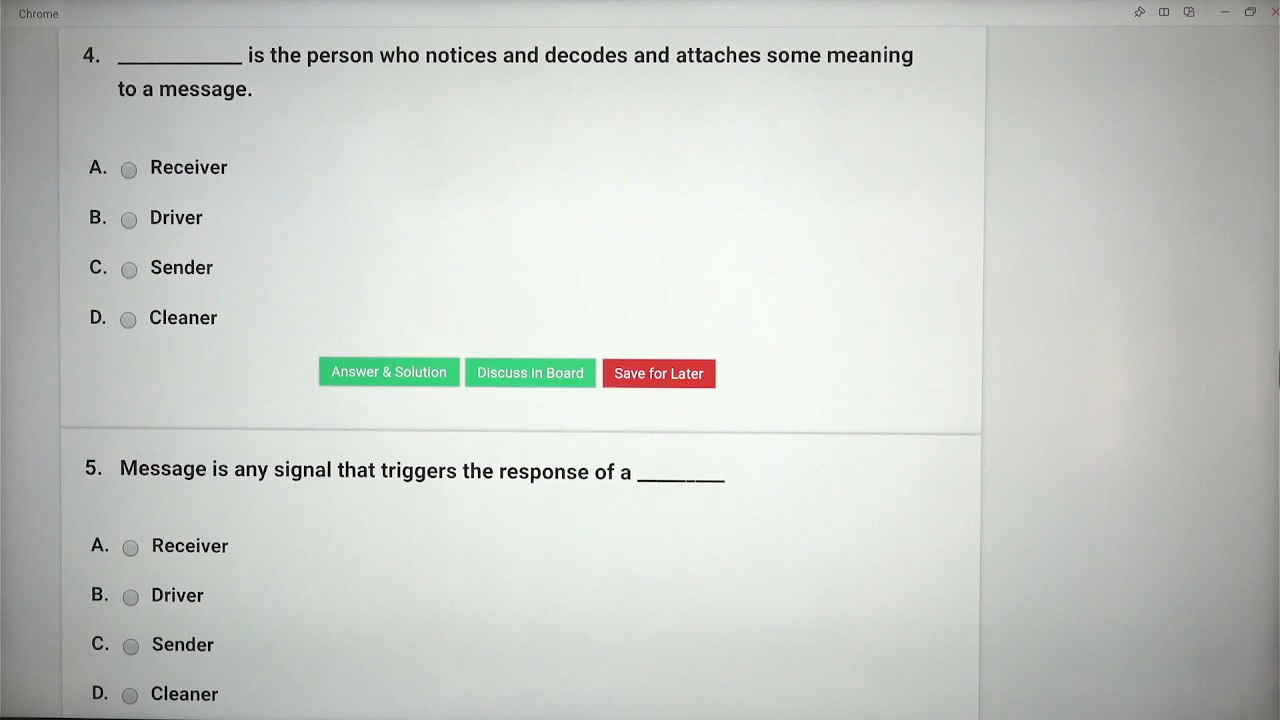 Chrome
4. __________ is the person who notices and decodes and attaches some meaning
to a message.
A. Receiver
B. Driver
C. Sender
D. Cleaner
Answer & Solution Discuss in Board Save for Later
5. Message is any signal that triggers the response of a _______
A. Receiver
B. Driver
C. Sender
D. Cleaner